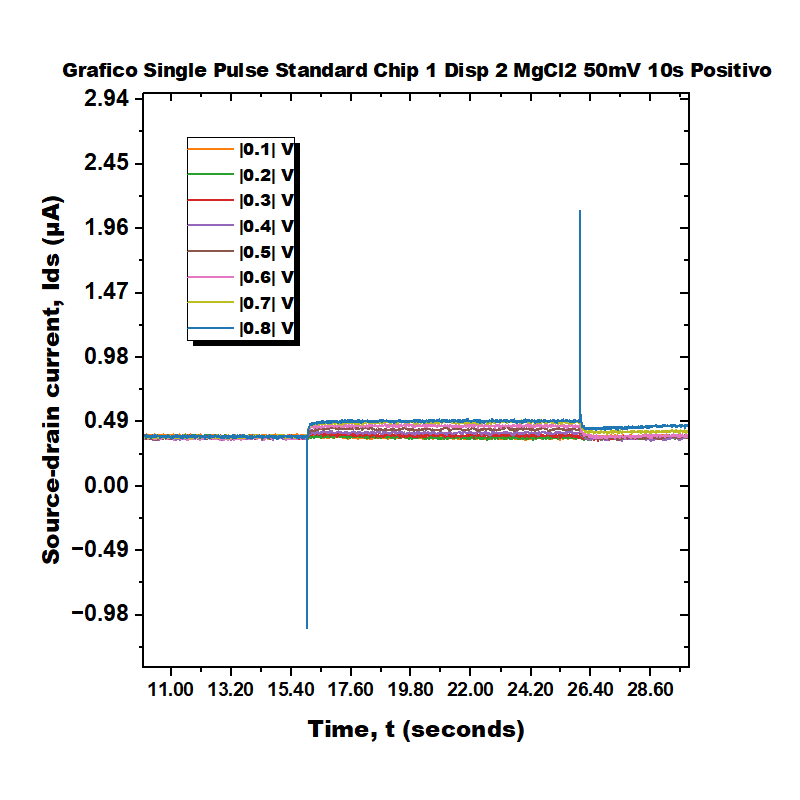 Grafico Single Pulse Standard Chip 1 Disp 2 MgCl2 50mV 10s Positivo
2.94
2.45
1.96
1.47
0.98
0.49
0.00
−0.49
−0.98
Source-drain current, Ids (µA)
|0.1| V
|0.2| V
|0.3| V
|0.4| V
|0.5| V
|0.6| V
|0.7| V
|0.8| V
11.00 13.20 15.40 17.60 19.80 22.00 24.20 26.40 28.60
Time, t (seconds)